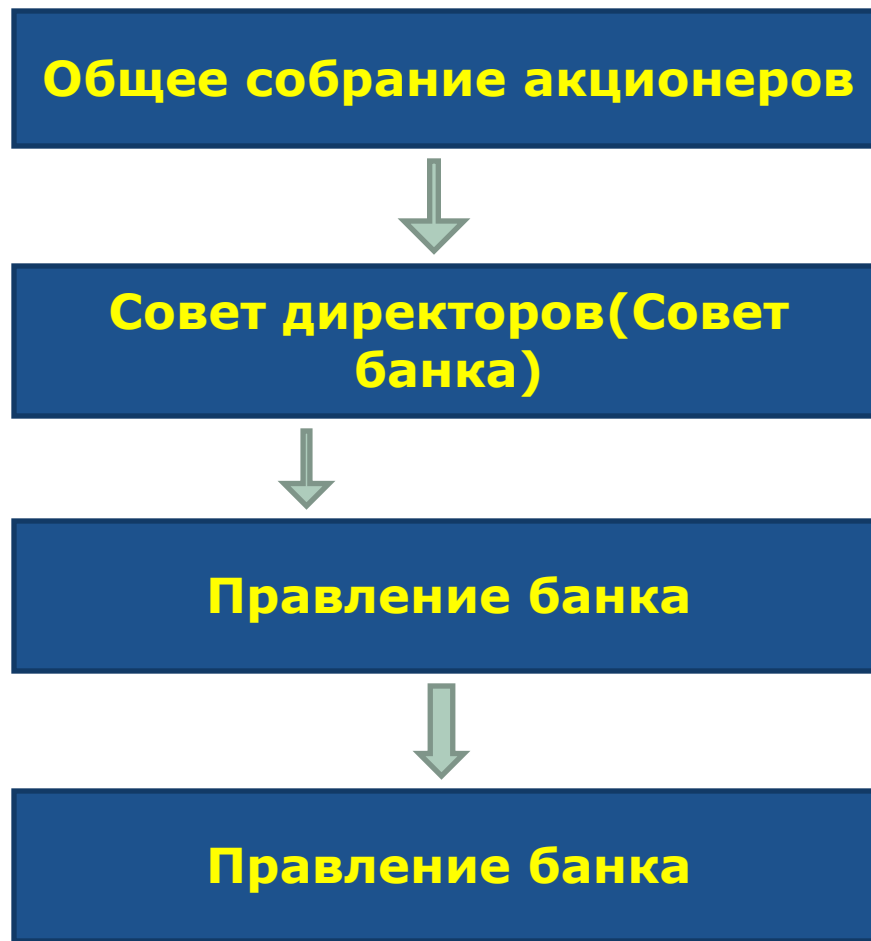 Общее собрание акционеров
Совет директоров(Совет
банка)
Правление банка
Правление банка